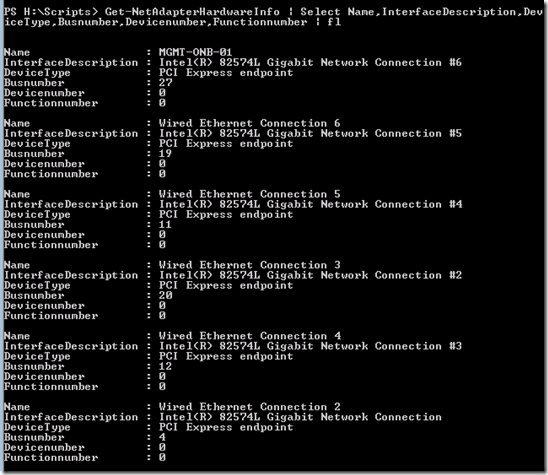 PS H:\Scripts> Get-NetAdapterHardwareInfo | Select Name,InterfaceDescription,Dev
iceType,Busnumber,Devicenumber,Functionnumber | fl
Name : MGMT-ONB-01
InterfaceDescription : Intel(R) 82574L Gigabit Network Connection #6
DeviceType : PCI Express endpoint
Busnumber : 27
Devicenumber : 0
Functionnumber : 0
Name : Wired Ethernet Connection 6
InterfaceDescription : Intel(R) 82574L Gigabit Network Connection #5
DeviceType : PCI Express endpoint
Busnumber : 19
Devicenumber : 0
Functionnumber : 0
Name : Wired Ethernet Connection 5
InterfaceDescription : Intel(R) 82574L Gigabit Network Connection #4
DeviceType : PCI Express endpoint
Busnumber : 11
Devicenumber : 0
Functionnumber : 0
Name : Wired Ethernet Connection 3
InterfaceDescription : Intel(R) 82574L Gigabit Network Connection #2
DeviceType : PCI Express endpoint
Busnumber : 20
Devicenumber : 0
Functionnumber : 0
Name : Wired Ethernet Connection 4
InterfaceDescription : Intel(R) 82574L Gigabit Network Connection #3
DeviceType : PCI Express endpoint
Busnumber : 12
Devicenumber : 0
Functionnumber : 0
Name : Wired Ethernet Connection 2
InterfaceDescription : Intel(R) 82574L Gigabit Network Connection
DeviceType : PCI Express endpoint
Busnumber : 4
Devicenumber : 0
Functionnumber : 0